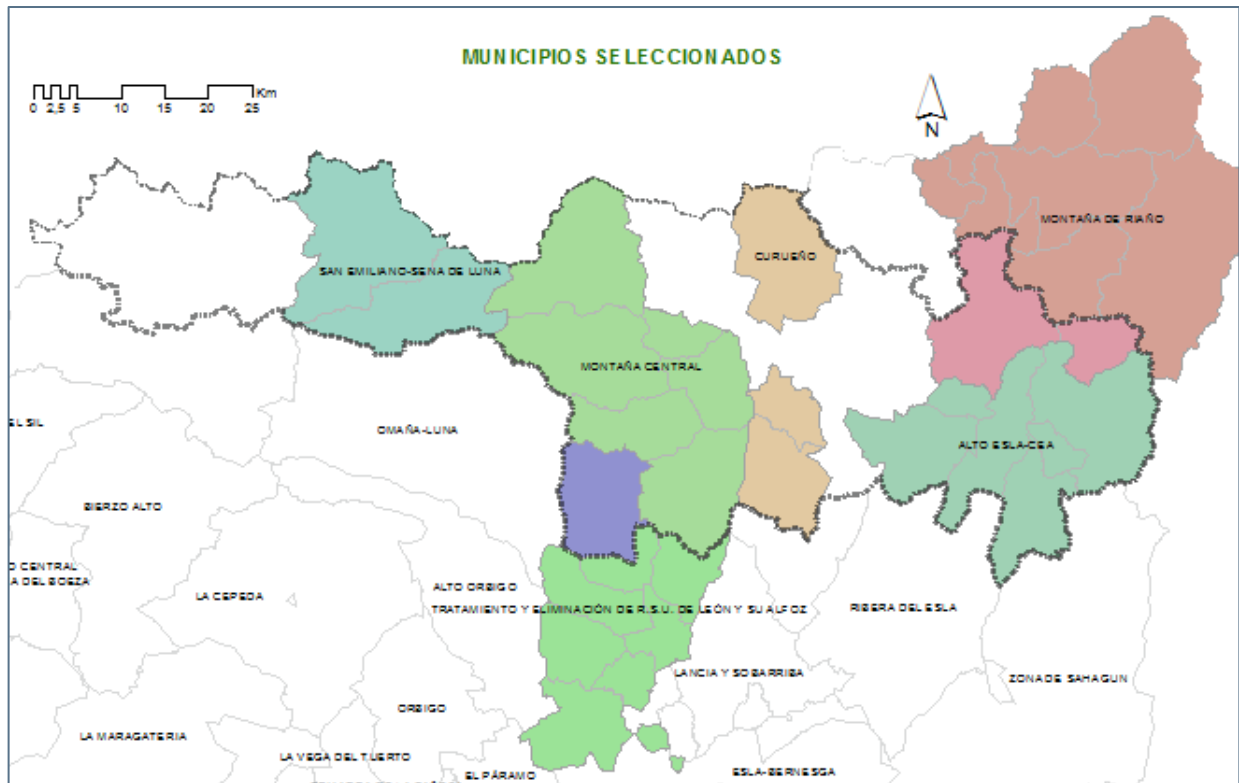 MUNICIPIOS SELECCIONADOS
Km
0 2,5 5 10 15 20 25
N
MONTAÑA DE RIAÑO
CURUEÑO
SAN EMILIANO-SENA DE LUNA
MONTAÑA CENTRAL
EL SIL
OMAÑA-LUNA
ALTO ESLA-CEA
BIERZO ALTO
O CENTRAL
A DEL BOEZA
ALTO ORBIGO
LA CEPEDA
TRATAMIENTO Y ELIMINACIÓN DE R.S.U. DE LEÓN Y SU ALFOZ
RIBERA DEL ESLA
LANCIA Y SOBARRIBA
ZONA DE SAHAGUN
ORBIGO
LA MARAGATERIA
LA VEGA DEL TUERTO
EL PÁRAMO
ESLA-BERNESGA